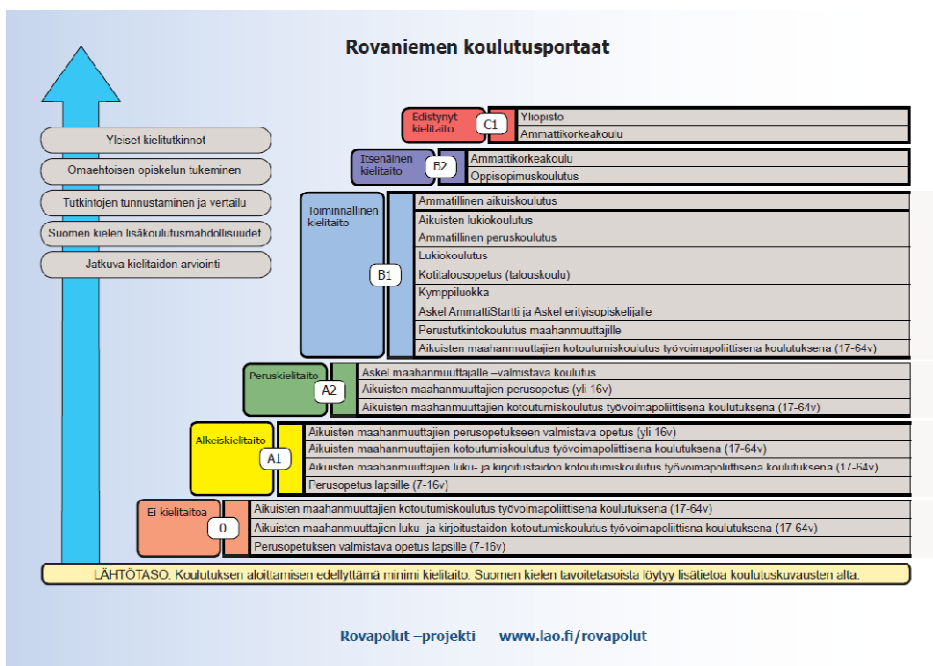 Rovaniemen koulutusportaat
Yleiset kielitutkinnot
Omaehtoisen opiskelun tukeminen
Tutkintojen tunnustaminen ja vertailu
Suomen kielen lisäkoulutusmahdollisuudet
Jatkuva kielitaidon arviointi
Edistynyt
kielitaito
C1
Yliopisto
Ammattikorkeakoulu
Itsenäinen
kielitaito
B2
Ammattikorkeakoulu
Oppisopimuskoulutus
Toiminnallinen
kielitaito
B1
Ammatillinen aikuiskoulutus
Aikuisten lukiokoulutus
Ammatillinen peruskoulutus
Lukiokoulutus
Kotitalousopetus (talouskoulu)
Kymppiluokka
Askel AmmattiStartti ja Askel erityisopiskelijalle
Perustutkintokoulutus maahanmuuttajille
Aikuisten maahanmuuttajien kotoutumiskoulutus työvoimapoliittisena koulutuksena (17-64v)
Peruskielitaito
A2
Askel maahanmuuttajalle –valmistava koulutus
Aikuisten maahanmuuttajien perusopetus (yli 16v)
Aikuisten maahanmuuttajien kotoutumiskoulutus työvoimapoliittisena koulutuksena (17-64v)
Alkeiskielitaito
A1
Aikuisten maahanmuuttajien perusopetukseen valmistava opetus (yli 16v)
Aikuisten maahanmuuttajien kotoutumiskoulutus työvoimapoliittisena koulutuksena (17-64v)
Aikuisten maahanmuuttajien luku- ja kirjoitustaidon kotoutumiskoulutus työvoimapoliittisena koulutuksena (17-64v)
Perusopetus lapsille (7-16v)
Ei kielitaitoa
0
Aikuisten maahanmuuttajien kotoutumiskoulutus työvoimapoliittisena koulutuksena (17-64v)
Aikuisten maahanmuuttajien luku- ja kirjoitustaidon kotoutumiskoulutus työvoimapoliittisna koulutuksena (17-64v)
Perusopetuksen valmistava opetus lapsille (7-16v)
LÄHTÖTASO. Koulutuksen aloittamisen edellyttämä minimi kielitaito. Suomen kielen tavoitetasoista löytyy lisätietoa koulutuskuvausten alta.
Rovapolut –projekti www.lao.fi/rovapolut